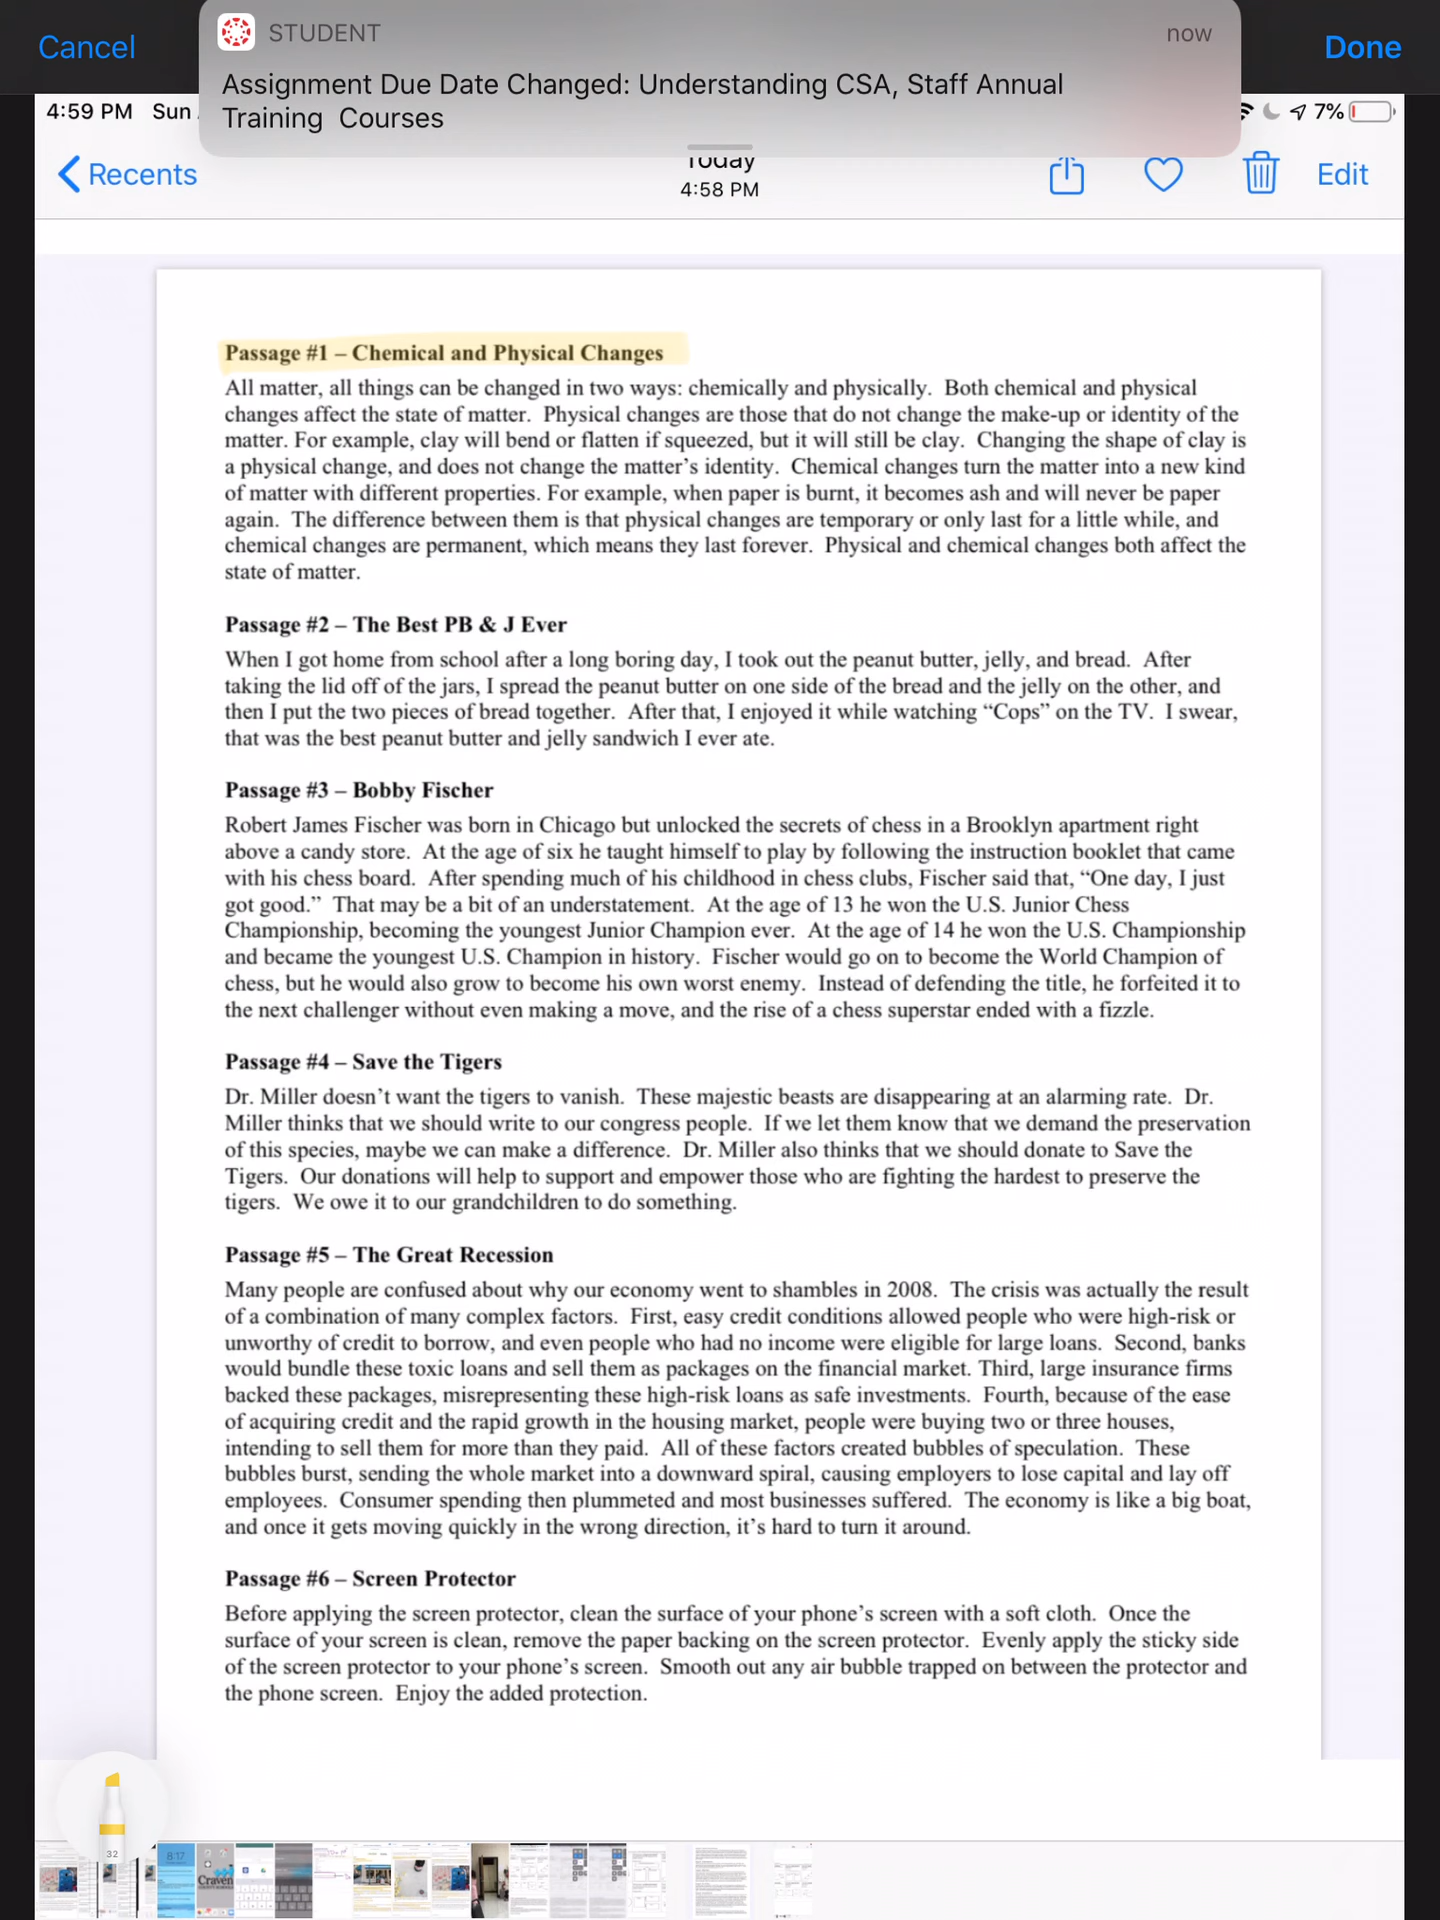 Cancel
STUDENT
now
Done
Assignment Due Date Changed: Understanding CSA, Staff Annual
Training Courses
4:59 PM Sun
7%
Recents
Today
4:58 PM
Edit
Passage #1 – Chemical and Physical Changes
All matter, all things can be changed in two ways: chemically and physically. Both chemical and physical
changes affect the state of matter. Physical changes are those that do not change the make-up or identity of the
matter. For example, clay will bend or flatten if squeezed, but it will still be clay. Changing the shape of clay is
a physical change, and does not change the matter's identity. Chemical changes turn the matter into a new kind
of matter with different properties. For example, when paper is burnt, it becomes ash and will never be paper
again. The difference between them is that physical changes are temporary or only last for a little while, and
chemical changes are permanent, which means they last forever. Physical and chemical changes both affect the
state of matter.
Passage #2 – The Best PB & J Ever
When I got home from school after a long boring day, I took out the peanut butter, jelly, and bread. After
taking the lid off of the jars, I spread the peanut butter on one side of the bread and the jelly on the other, and
then I put the two pieces of bread together. After that, I enjoyed it while watching “Cops” on the TV. I swear,
that was the best peanut butter and jelly sandwich I ever ate.
Passage #3 – Bobby Fischer
Robert James Fischer was born in Chicago but unlocked the secrets of chess in a Brooklyn apartment right
above a candy store. At the age of six he taught himself to play by following the instruction booklet that came
with his chess board. After spending much of his childhood in chess clubs, Fischer said that, “One day, I just
got good.” That may be a bit of an understatement. At the age of 13 he won the U.S. Junior Chess
Championship, becoming the youngest Junior Champion ever. At the age of 14 he won the U.S. Championship
and became the youngest U.S. Champion in history. Fischer would go on to become the World Champion of
chess, but he would also grow to become his own worst enemy. Instead of defending the title, he forfeited it to
the next challenger without even making a move, and the rise of a chess superstar ended with a fizzle.
Passage #4 – Save the Tigers
Dr. Miller doesn't want the tigers to vanish. These majestic beasts are disappearing at an alarming rate. Dr.
Miller thinks that we should write to our congress people. If we let them know that we demand the preservation
of this species, maybe we can make a difference. Dr. Miller also thinks that we should donate to Save the
Tigers. Our donations will help to support and empower those who are fighting the hardest to preserve the
tigers. We owe it to our grandchildren to do something.
Passage #5 – The Great Recession
Many people are confused about why our economy went to shambles in 2008. The crisis was actually the result
of a combination of many complex factors. First, easy credit conditions allowed people who were high-risk or
unworthy of credit to borrow, and even people who had no income were eligible for large loans. Second, banks
would bundle these toxic loans and sell them as packages on the financial market. Third, large insurance firms
backed these packages, misrepresenting these high-risk loans as safe investments. Fourth, because of the ease
of acquiring credit and the rapid growth in the housing market, people were buying two or three houses,
intending to sell them for more than they paid. All of these factors created bubbles of speculation. These
bubbles burst, sending the whole market into a downward spiral, causing employers to lose capital and lay off
employees. Consumer spending then plummeted and most businesses suffered. The economy is like a big boat,
and once it gets moving quickly in the wrong direction, it's hard to turn it around.
Passage #6 – Screen Protector
Before applying the screen protector, clean the surface of your phone's screen with a soft cloth. Once the
surface of your screen is clean, remove the paper backing on the screen protector. Evenly apply the sticky side
of the screen protector to your phone's screen. Smooth out any air bubble trapped on between the protector and
the phone screen. Enjoy the added protection.
32
8:17
Craven